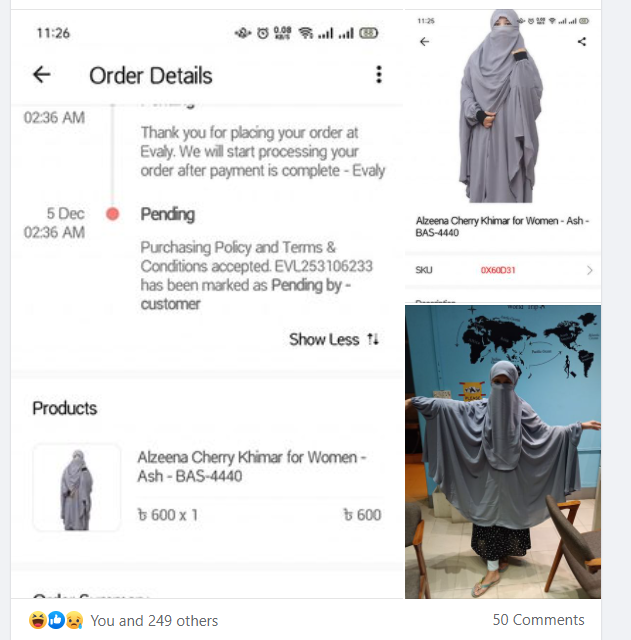 11:26
0.08
KB/S
58
Order Details
Pending
02:36 AM
Thank you for placing your order at
Evaly. We will start processing your
order after payment is complete - Evaly
5 Dec
Pending
02:36 AM
Purchasing Policy and Terms &
Conditions accepted. EVL253106233
has been marked as Pending by -
customer
Show Less
Products
Alzeena Cherry Khimar for Women -
Ash - BAS-4440
৳ 600 x 1
৳ 600
Order Summary
11:25
Alzeena Cherry Khimar for Women - Ash -
BAS-4440
SKU
0X60D31
Description
You and 249 others
50 Comments